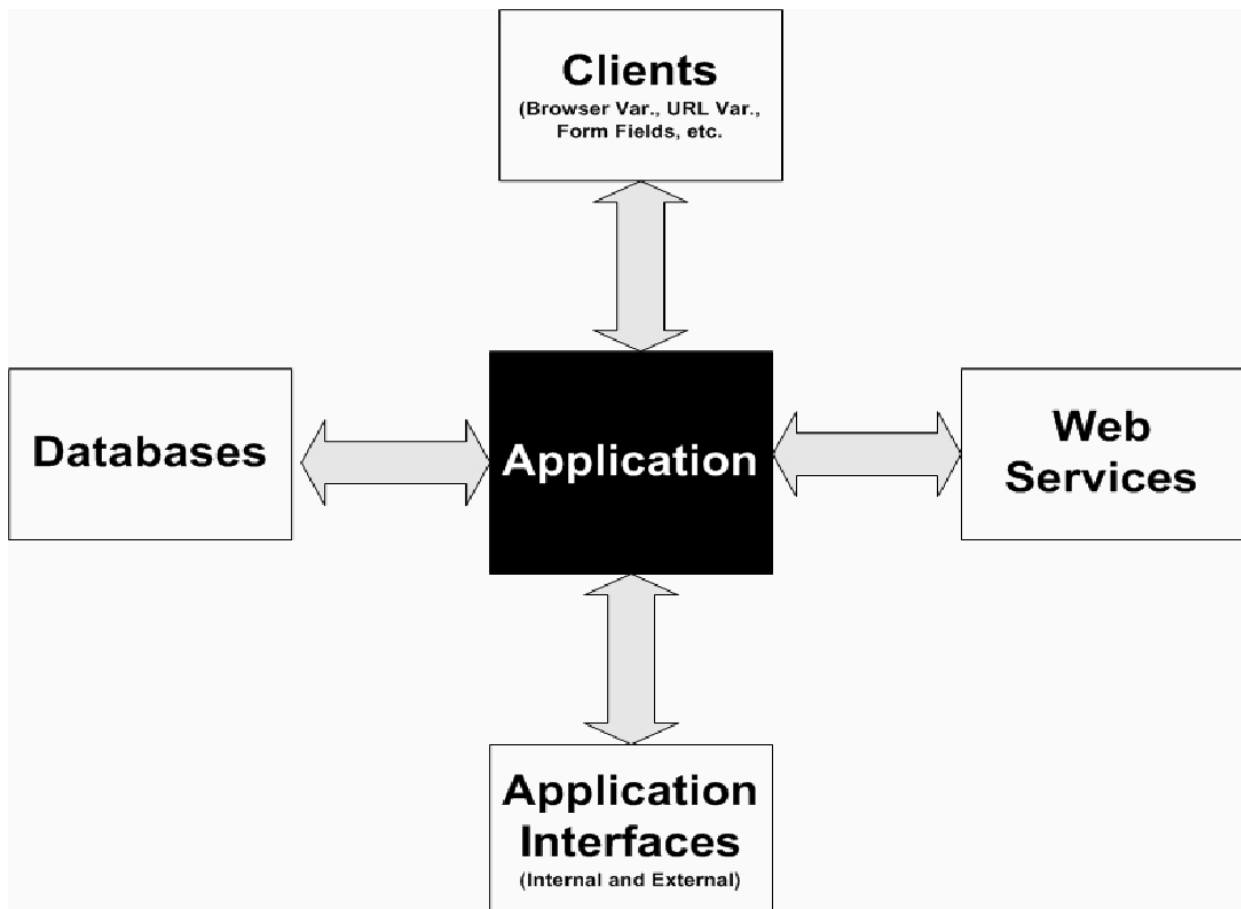 Clients
(Browser Var., URL Var.,
Form Fields, etc.
Databases
Application
Web
Services
Application
Interfaces
(Internal and External)